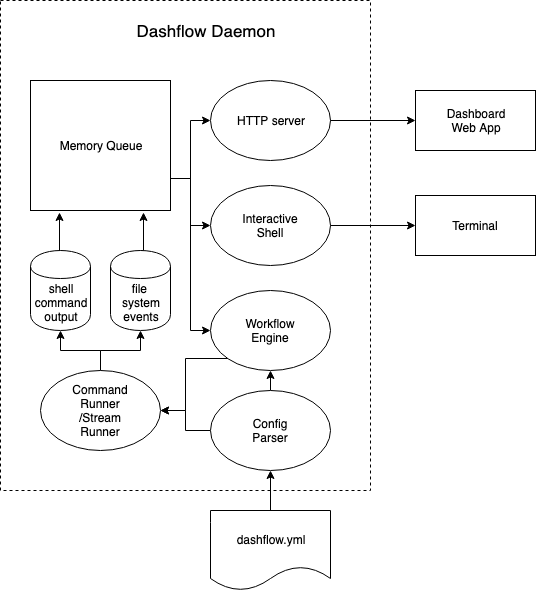 Dashflow Daemon
Memory Queue
HTTP server
Dashboard
Web App
Interactive
Shell
Terminal
shell
command
output
file
system
events
Workflow
Engine
Command
Runner
/Stream
Runner
Config
Parser
dashflow.yml